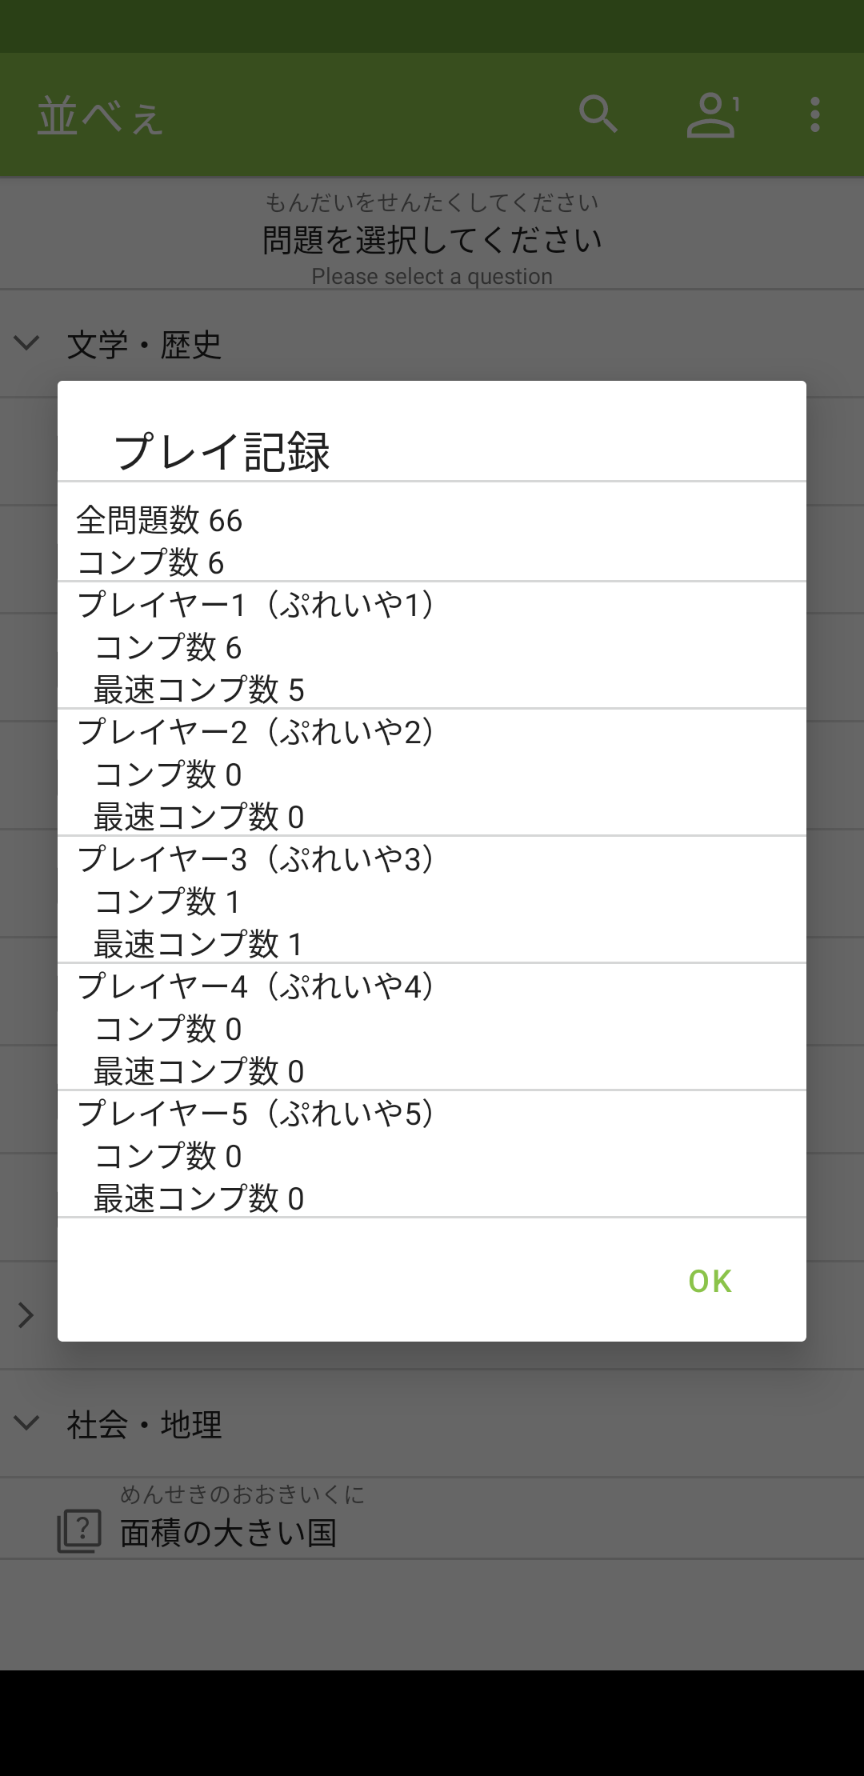 並べぇ
1
もんだいをせんたくしてください
問題を選択してください
Please select a question
文学・歴史
プレイ記録
全問題数 66
コンプ数 6
プレイヤー1（ぷれいや1）
コンプ数 6
最速コンプ数 5
プレイヤー2（ぷれいや2）
コンプ数 0
最速コンプ数 0
プレイヤー3（ぷれいや3）
コンプ数 1
最速コンプ数 1
プレイヤー4（ぷれいや4）
コンプ数 0
最速コンプ数 0
プレイヤー5（ぷれいや5）
コンプ数 0
最速コンプ数 0
OK
社会・地理
めんせきのおおきいくに
?
面積の大きい国